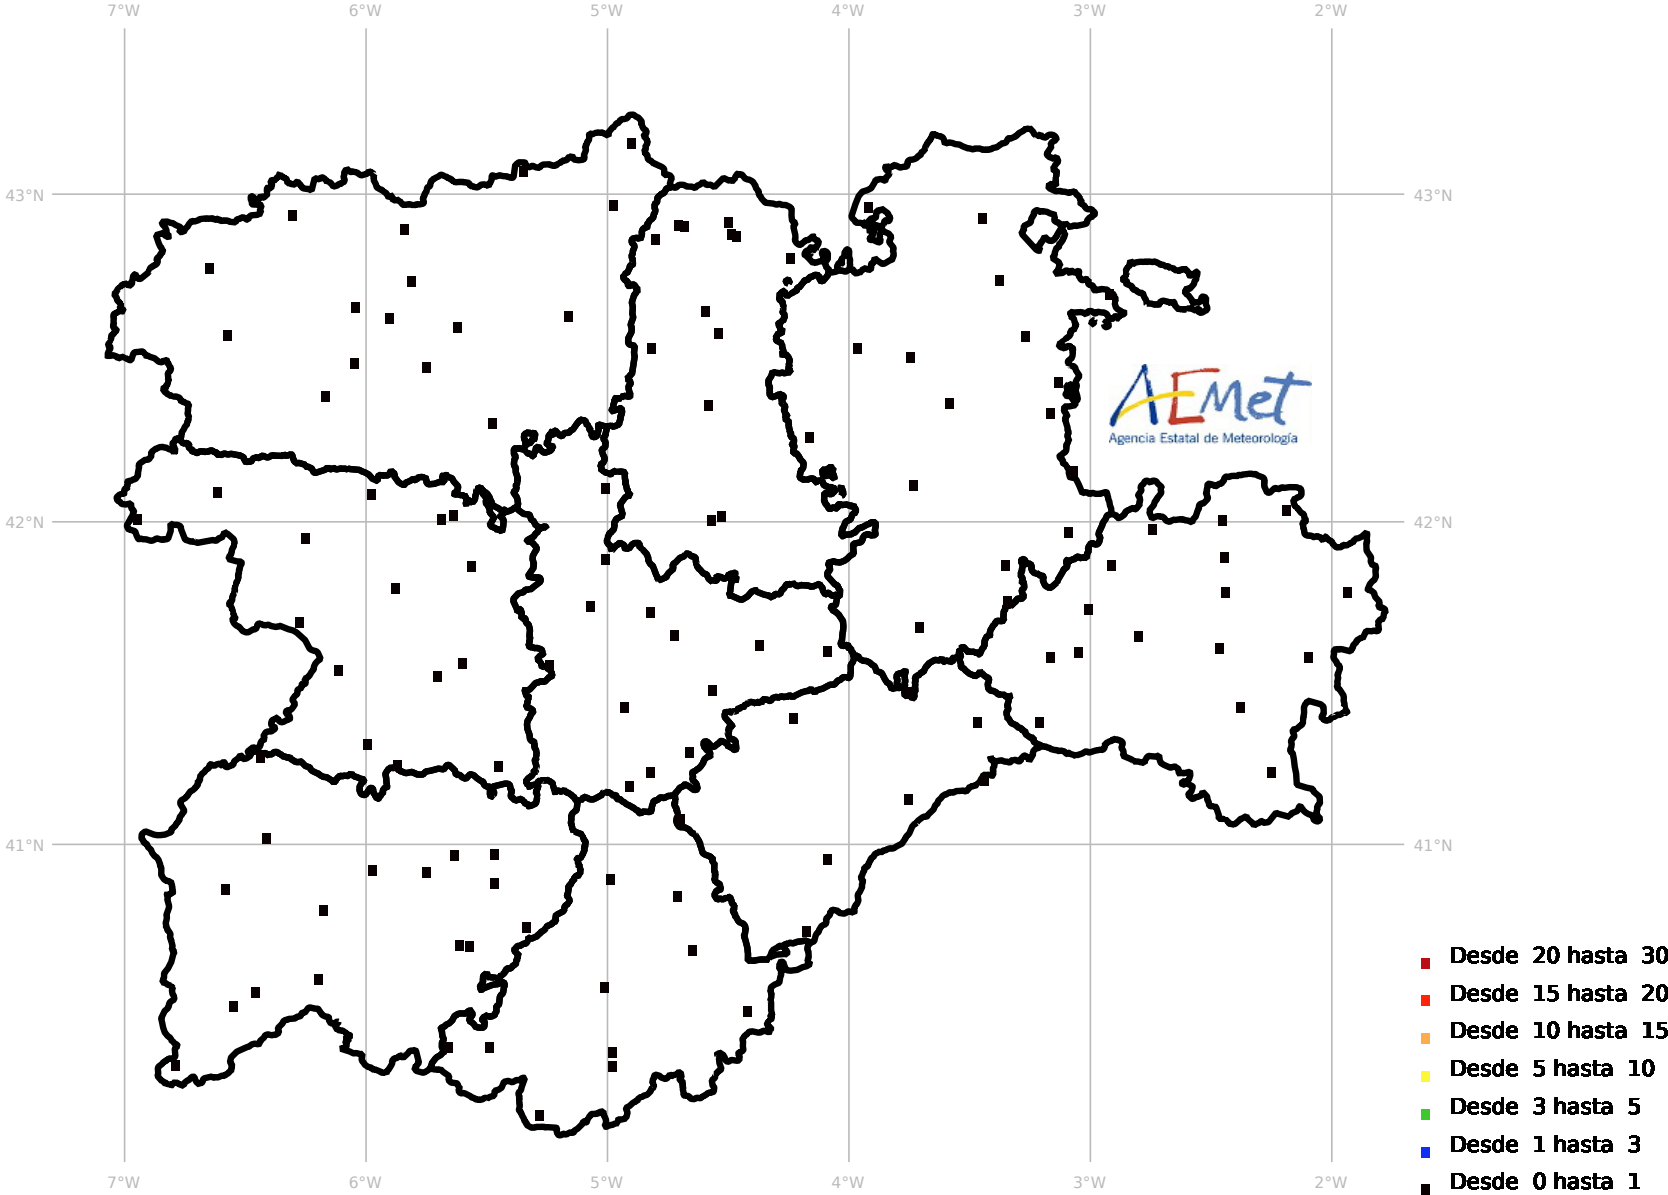 7°W 6°W 5°W 4°W 3°W 2°W
43°N 43°N
AEMet
Agencia Estatal de Meteorología
42°N 42°N
41°N 41°N
Desde 20 hasta 30
Desde 15 hasta 20
Desde 10 hasta 15
Desde 5 hasta 10
Desde 3 hasta 5
Desde 1 hasta 3
Desde 0 hasta 1
7°W 6°W 5°W 4°W 3°W 2°W